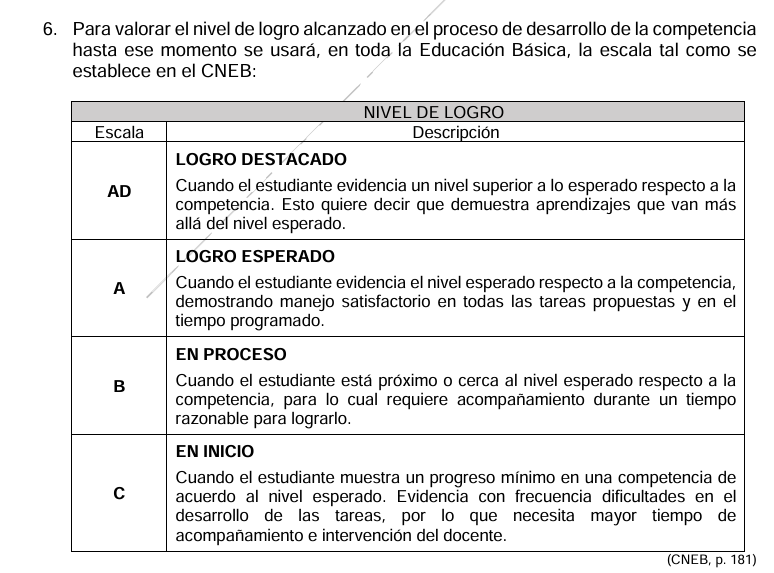 6. Para valorar el nivel de logro alcanzado en el proceso de desarrollo de la competencia
hasta ese momento se usará, en toda la Educación Básica, la escala tal como se
establece en el CNEB:
NIVEL DE LOGRO
Escala Descripción
AD
LOGRO DESTACADO
Cuando el estudiante evidencia un nivel superior a lo esperado respecto a la
competencia. Esto quiere decir que demuestra aprendizajes que van más
allá del nivel esperado.
A
LOGRO ESPERADO
Cuando el estudiante evidencia el nivel esperado respecto a la competencia,
demostrando manejo satisfactorio en todas las tareas propuestas y en el
tiempo programado.
B
EN PROCESO
Cuando el estudiante está próximo o cerca al nivel esperado respecto a la
competencia, para lo cual requiere acompañamiento durante un tiempo
razonable para lograrlo.
C
EN INICIO
Cuando el estudiante muestra un progreso mínimo en una competencia de
acuerdo al nivel esperado. Evidencia con frecuencia dificultades en el
desarrollo de las tareas, por lo que necesita mayor tiempo de
acompañamiento e intervención del docente.
(CNEB, p. 181)